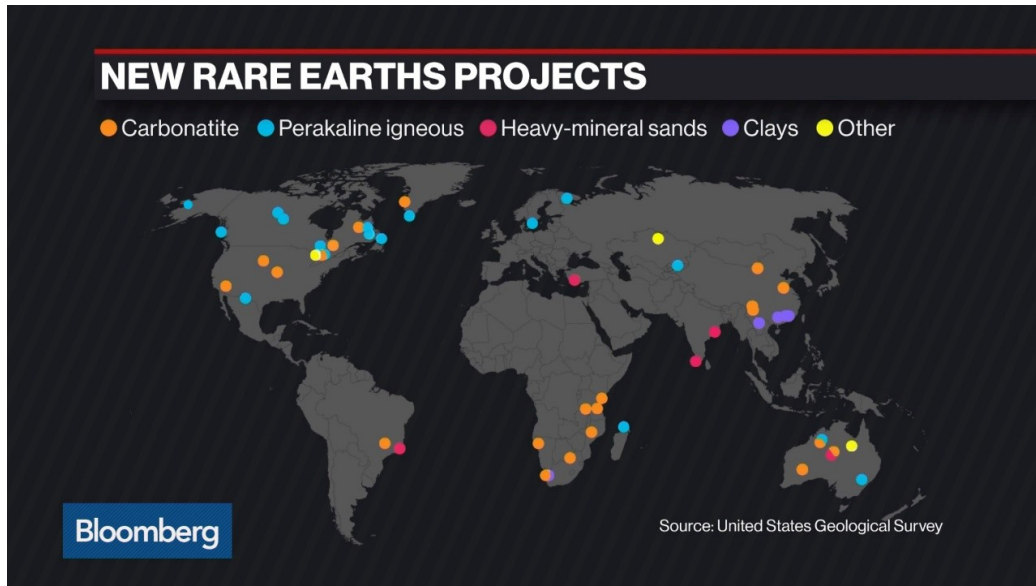 NEW RARE EARTHS PROJECTS
Carbonatite Perakaline igneous Heavy-mineral sands Clays Other
Bloomberg
Source: United States Geological Survey